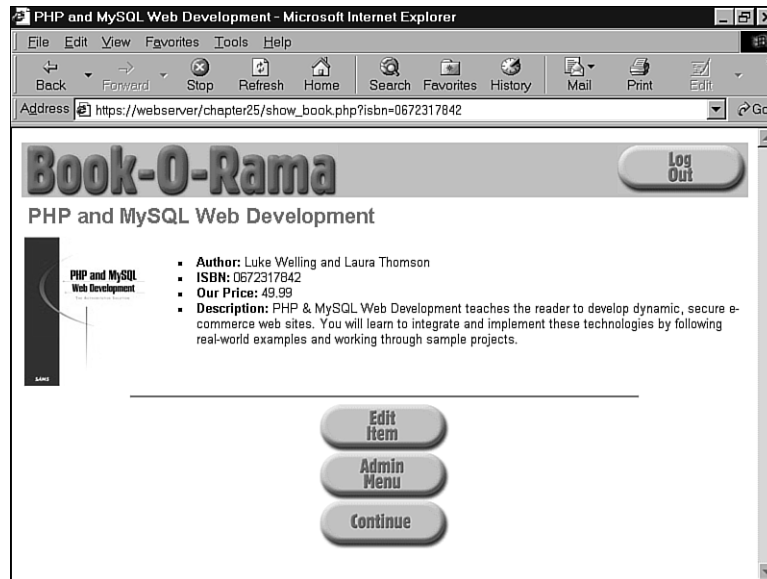 PHP and MySQL Web Development - Microsoft Internet Explorer
File Edit View Favorites Tools Help
Back Forward Stop Refresh Home Search Favorites History Mail Print Edit
Address https://webserver/chapter25/show_book.php?isbn=0672317842 Go
Book-O-Rama
Log Out
PHP and MySQL Web Development
PHP and MySQL
Web Development
SAMS
Author: Luke Welling and Laura Thomson
ISBN: 0672317842
Our Price: 49.99
Description: PHP & MySQL Web Development teaches the reader to develop dynamic, secure e-
commerce web sites. You will learn to integrate and implement these technologies by following
real-world examples and working through sample projects.
Edit
Item
Admin
Menu
Continue